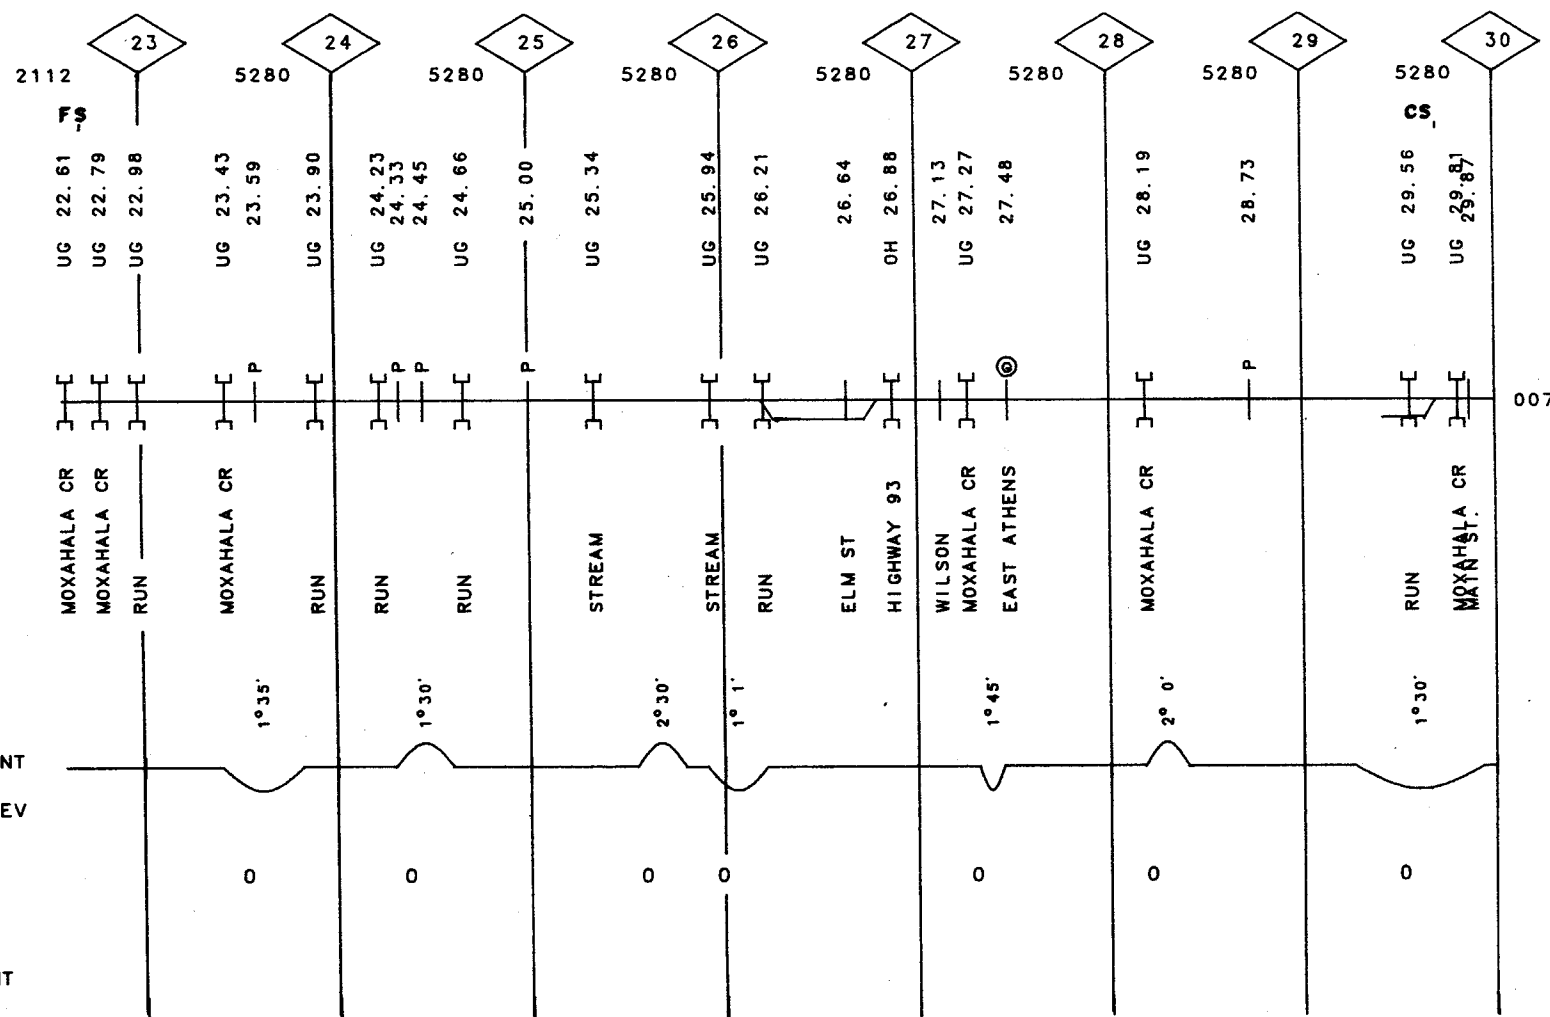 23 24 25 26 27 28 29 30
2112 5280 5280 5280 5280 5280 5280 5280
FS CS
UG 22.61
UG 22.79
UG 22.98
UG 23.43
23.59
UG 23.90
UG 24.23
24.33
24.45
UG 24.66
25.00
UG 25.34
UG 25.94
UG 26.21
26.64
OH 26.88
27.13
UG 27.27
27.48
UG 28.19
28.73
UG 29.56
UG 29.81
29.87
P P P P P
007
MOXAHALA CR
MOXAHALA CR
RUN
MOXAHALA CR
RUN
RUN
RUN
STREAM
STREAM
RUN
ELM ST
HIGHWAY 93
WILSON
MOXAHALA CR
EAST ATHENS
MOXAHALA CR
RUN
MOXAHALA CR
MAIN ST.
1°35' 1°30' 2°30' 1° 1' 1°45' 2° 0' 1°30'
NT
EV
0 0 0 0 0 0 0
NT